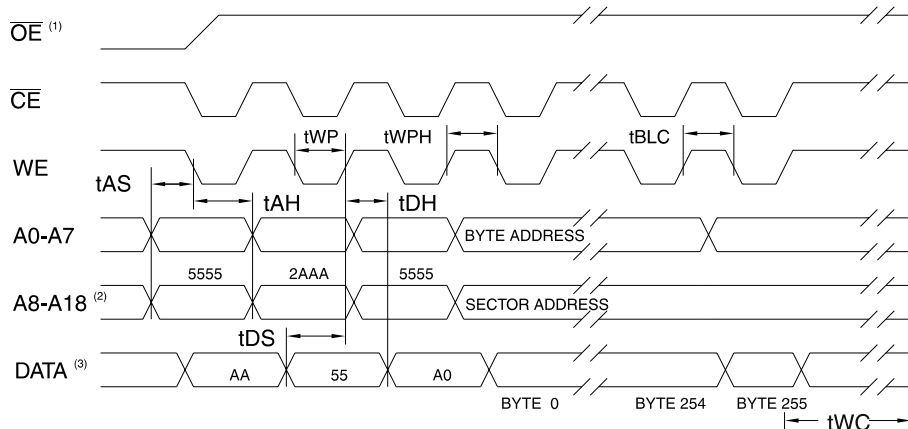 OE (1)
CE
tWP tWPH tBLC
WE
tAS
tAH tDH
A0-A7 BYTE ADDRESS
5555 2AAA 5555
A8-A18 (2) SECTOR ADDRESS
tDS
DATA (3) AA 55 A0
BYTE 0 BYTE 254 BYTE 255
tWC